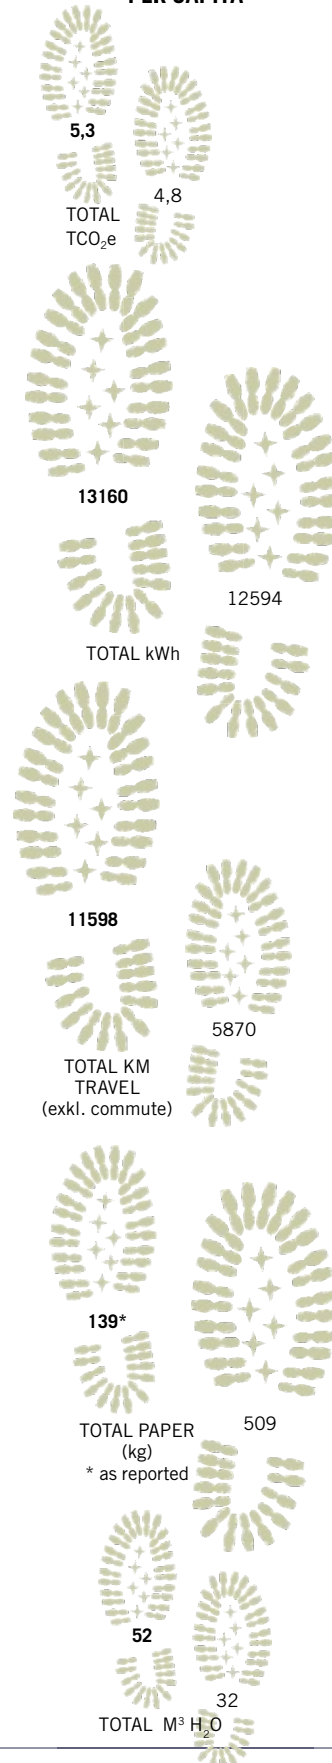 PER CAPITA
5,3
4,8
TOTAL
TCO₂e
13160
12594
TOTAL kWh
11598
5870
TOTAL KM
TRAVEL
(exkl. commute)
139*
509
TOTAL PAPER
(kg)
* as reported
52
32
TOTAL M³ H₂O